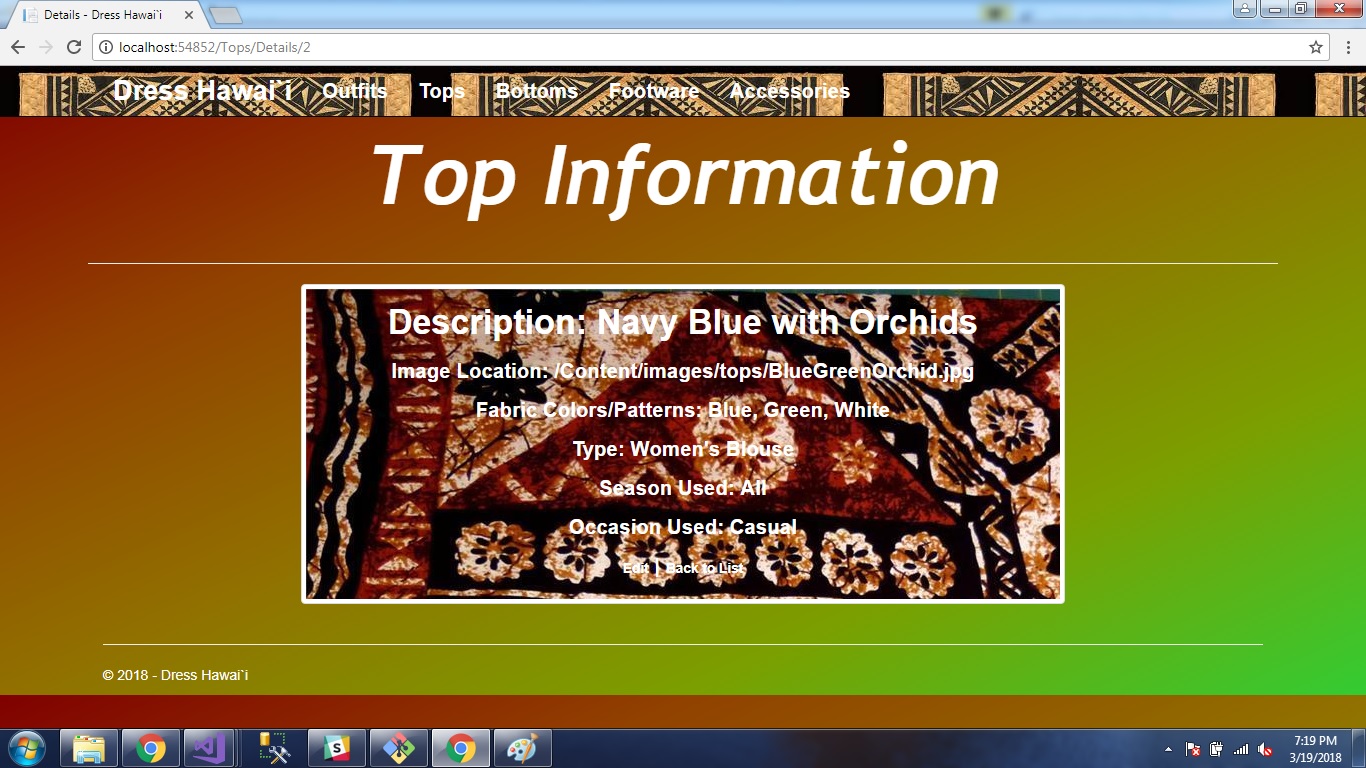 Details - Dress Hawai`i
localhost:54852/Tops/Details/2
Dress Hawai`i Outfits Tops Bottoms Footware Accessories
Top Information
Description: Navy Blue with Orchids
Image Location: /Content/images/tops/BlueGreenOrchid.jpg
Fabric Colors/Patterns: Blue, Green, White
Type: Women's Blouse
Season Used: All
Occasion Used: Casual
Edit | Back to List
© 2018 - Dress Hawai`i
7:19 PM
3/19/2018